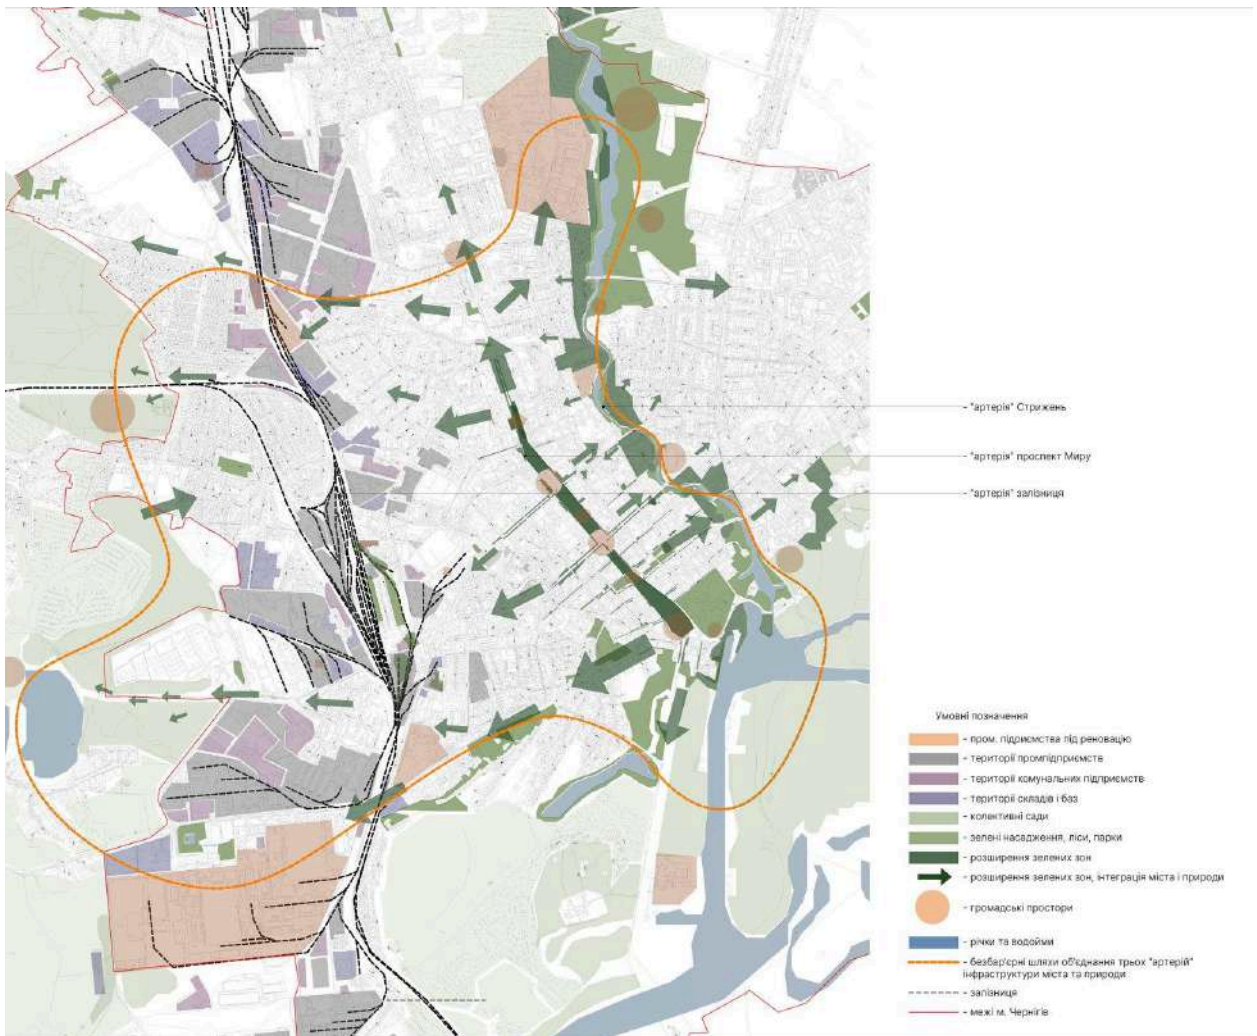 - "артерія" Стрижень
- "артерія" проспект Миру
- "артерія" залізниця
Умовні позначення
- пром. підприємства під реновацію
- території промпідприємств
- території комунальних підприємств
- території складів і баз
- колективні сади
- зелені насадження, ліси, парки
- розширення зелених зон
- розширення зелених зон, інтеграція міста і природи
- громадські простори
- річки та водойми
- безбар'єрні шляхи об'єднання трьох "артерій"
інфраструктури міста та природи
- залізниця
- межі м. Чернігів